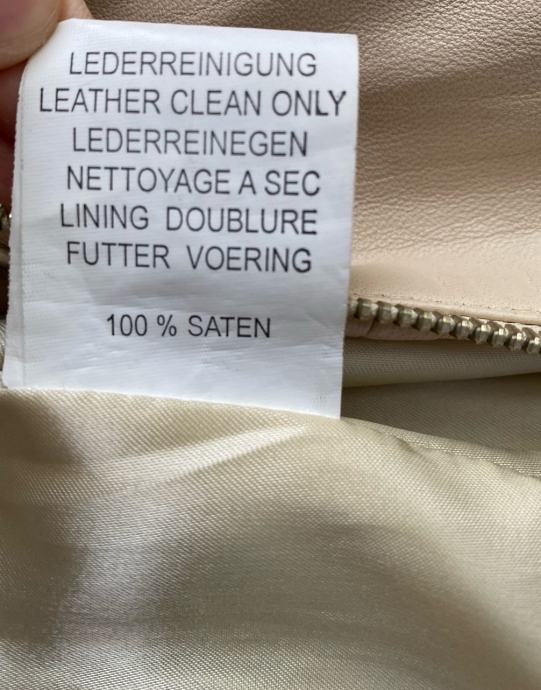 LEDERREINIGUNG
LEATHER CLEAN ONLY
LEDERREINEGEN
NETTOYAGE A SEC
LINING DOUBLURE
FUTTER VOERING
100 % SATEN